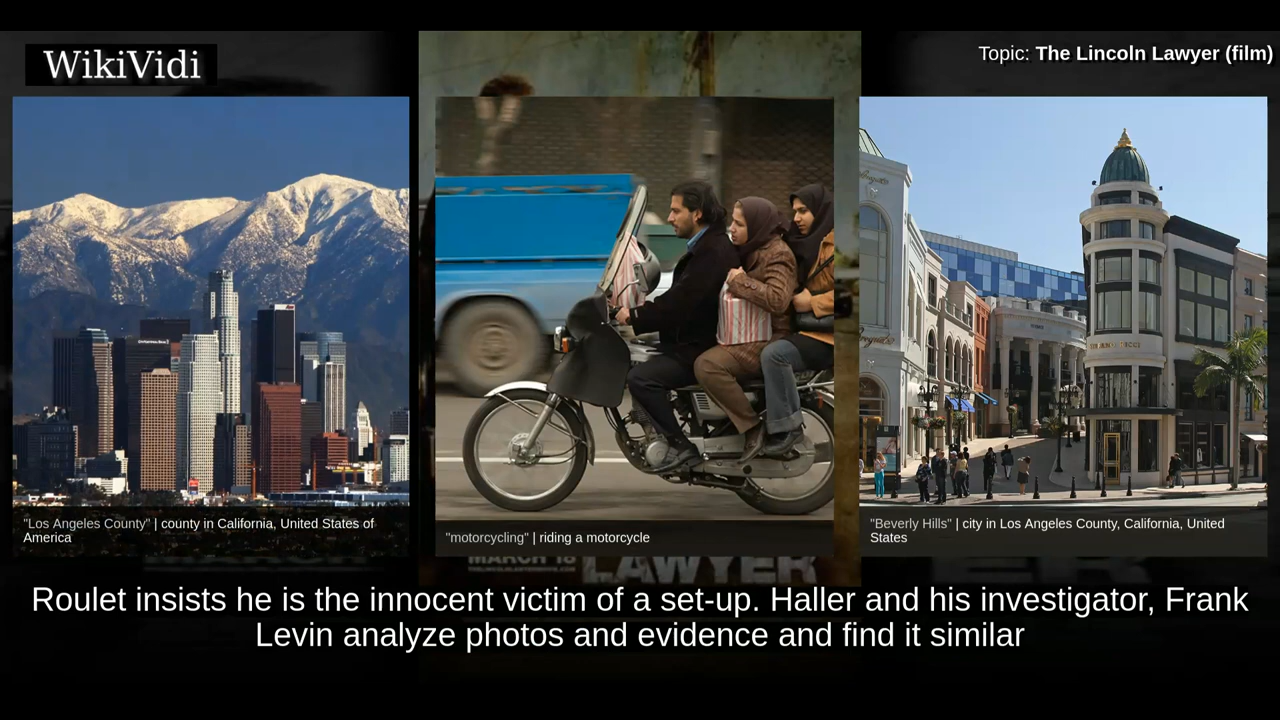 WikiVidi
Topic: The Lincoln Lawyer (film)
"Los Angeles County" | county in California, United States of
America
"motorcycling" | riding a motorcycle
"Beverly Hills" | city in Los Angeles County, California, United
States
MARCH 18
LAWYER
Roulet insists he is the innocent victim of a set-up. Haller and his investigator, Frank
Levin analyze photos and evidence and find it similar